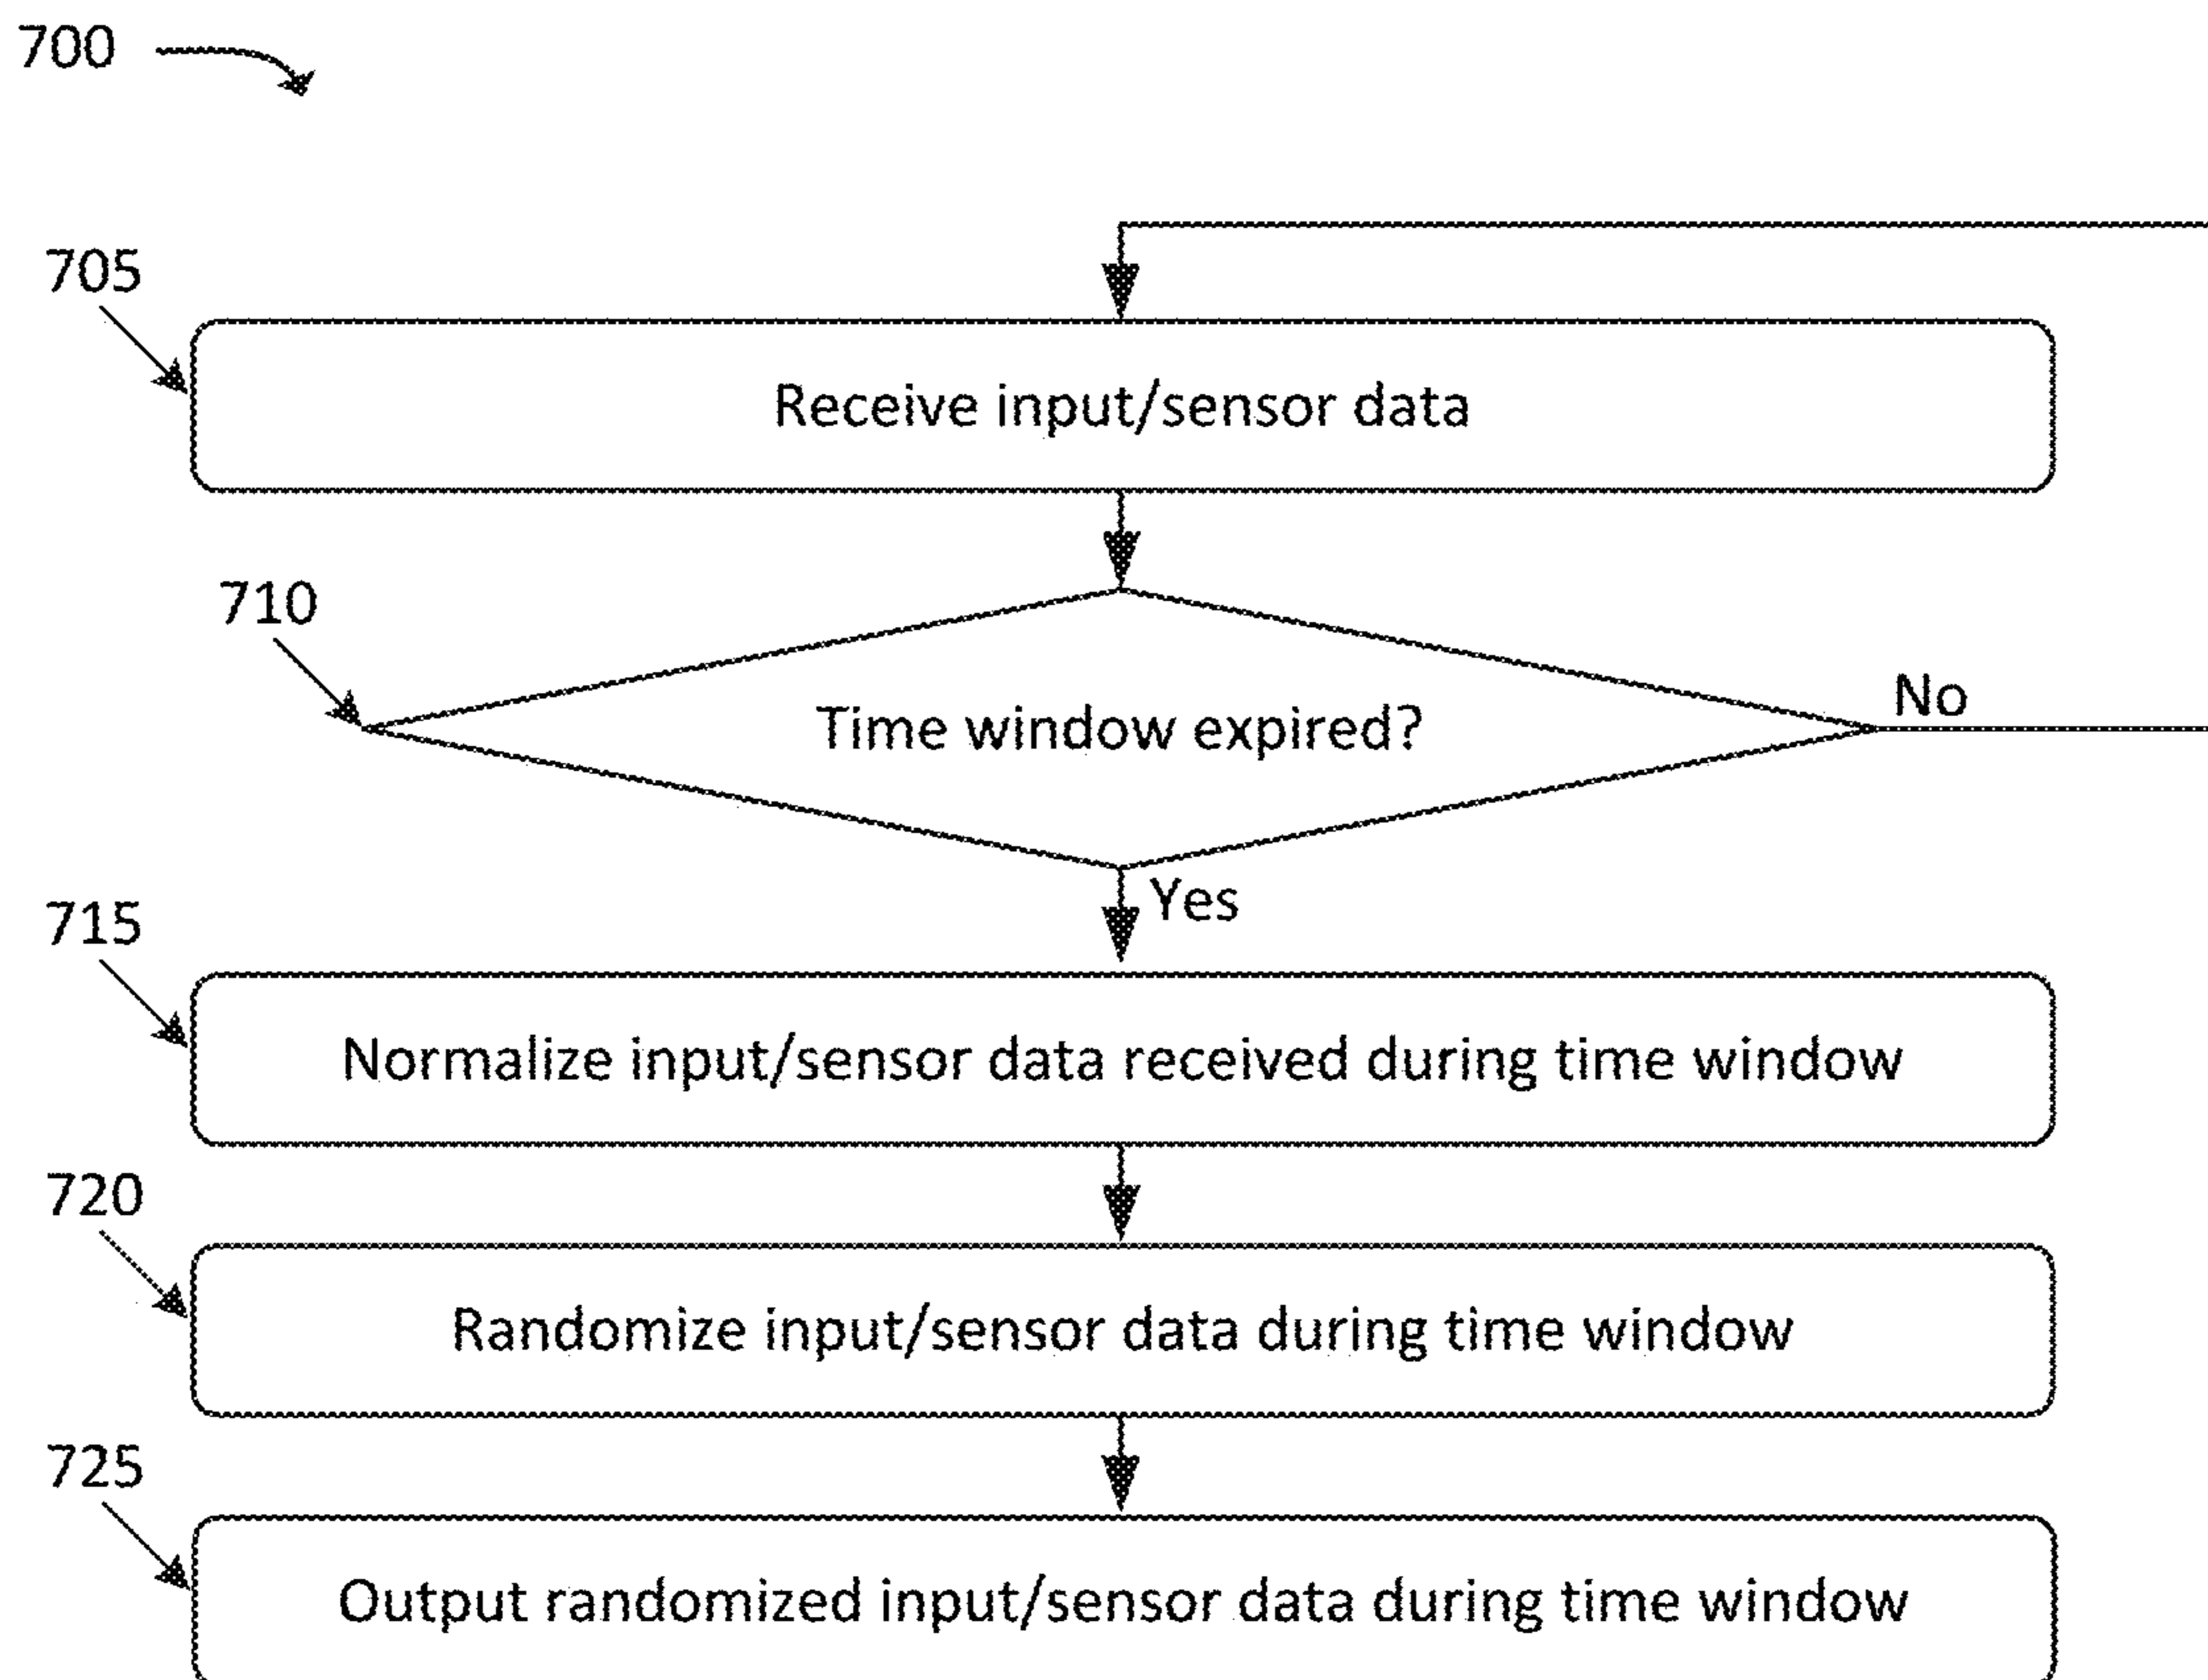 700
705
Receive input/sensor data
710
Time window expired?
No
Yes
715
Normalize input/sensor data received during time window
720
Randomize input/sensor data during time window
725
Output randomized input/sensor data during time window